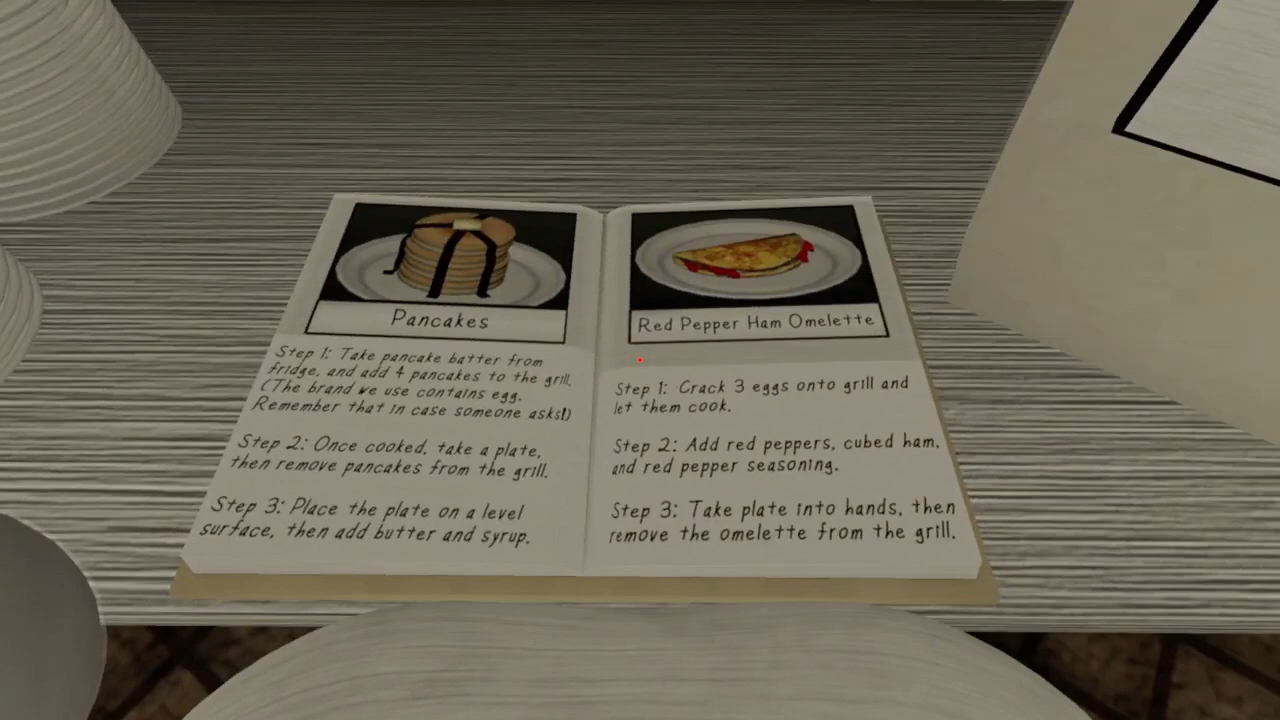 Pancakes
Step 1: Take pancake batter from
fridge, and add 4 pancakes to the grill.
(The brand we use contains egg.
Remember that in case someone asks!)
Step 2: Once cooked, take a plate,
then remove pancakes from the grill.
Step 3: Place the plate on a level
surface, then add butter and syrup.
Red Pepper Ham Omelette
Step 1: Crack 3 eggs onto grill and
let them cook.
Step 2: Add red peppers, cubed ham,
and red pepper seasoning.
Step 3: Take plate into hands, then
remove the omelette from the grill.